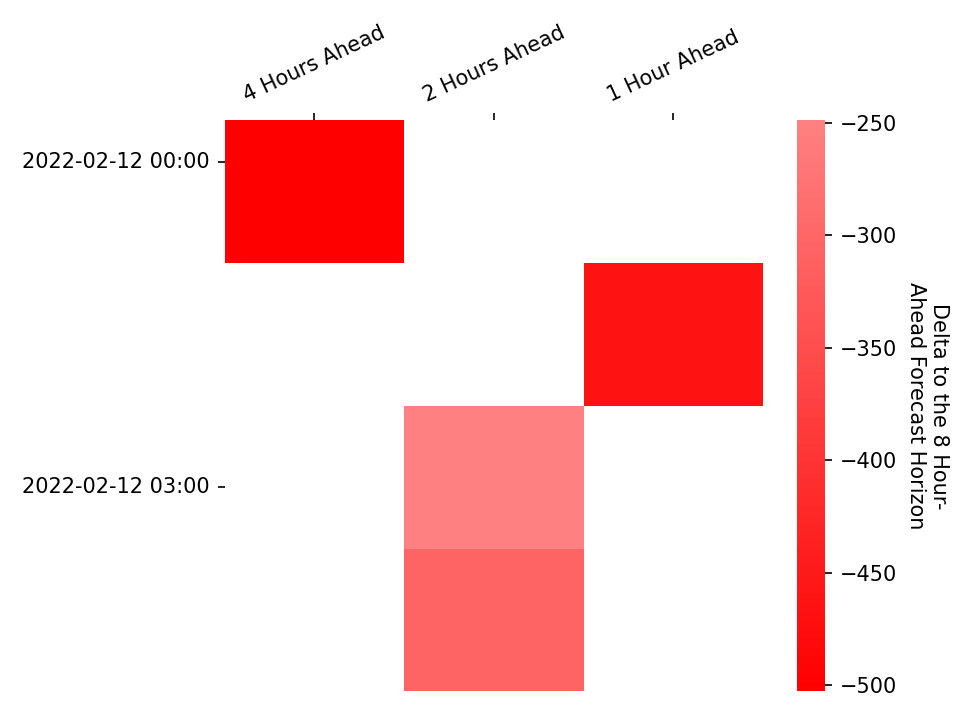 4 Hours Ahead
2 Hours Ahead
1 Hour Ahead
2022-02-12 00:00
2022-02-12 03:00
−250
−300
−350
−400
−450
−500
Delta to the 8 Hour-
Ahead Forecast Horizon